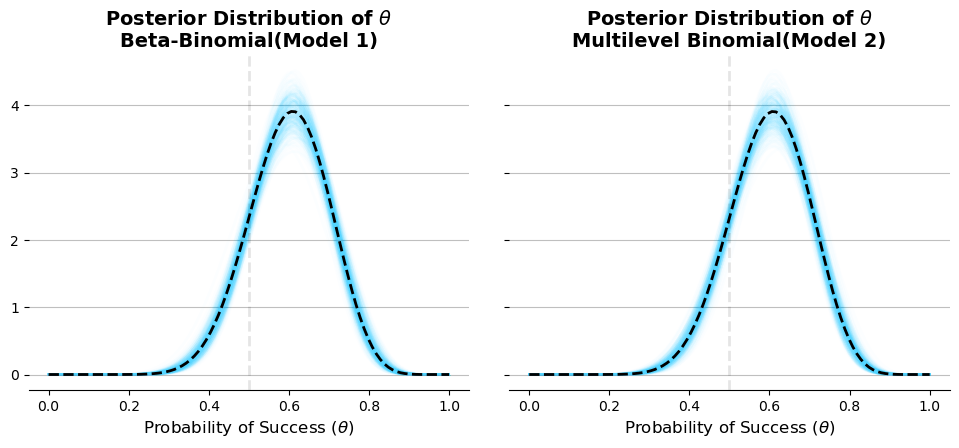 Posterior Distribution of θ
Beta-Binomial(Model 1)
4
3
2
1
0
0.0 0.2 0.4 0.6 0.8 1.0
Probability of Success (θ)
Posterior Distribution of θ
Multilevel Binomial(Model 2)
0.0 0.2 0.4 0.6 0.8 1.0
Probability of Success (θ)